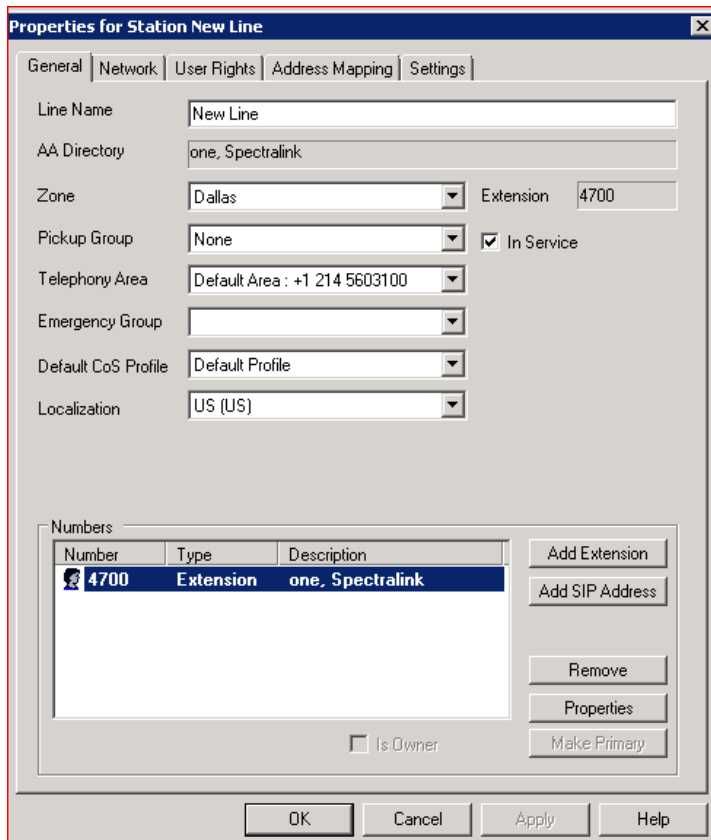 Properties for Station New Line
General Network User Rights Address Mapping Settings
Line Name New Line
AA Directory one, Spectralink
Zone Dallas Extension 4700
Pickup Group None In Service
Telephony Area Default Area : +1 214 5603100
Emergency Group
Default CoS Profile Default Profile
Localization US (US)
Numbers
Number Type Description Add Extension
4700 Extension one, Spectralink
Add SIP Address
Remove
Properties
Is Owner Make Primary
OK Cancel Apply Help